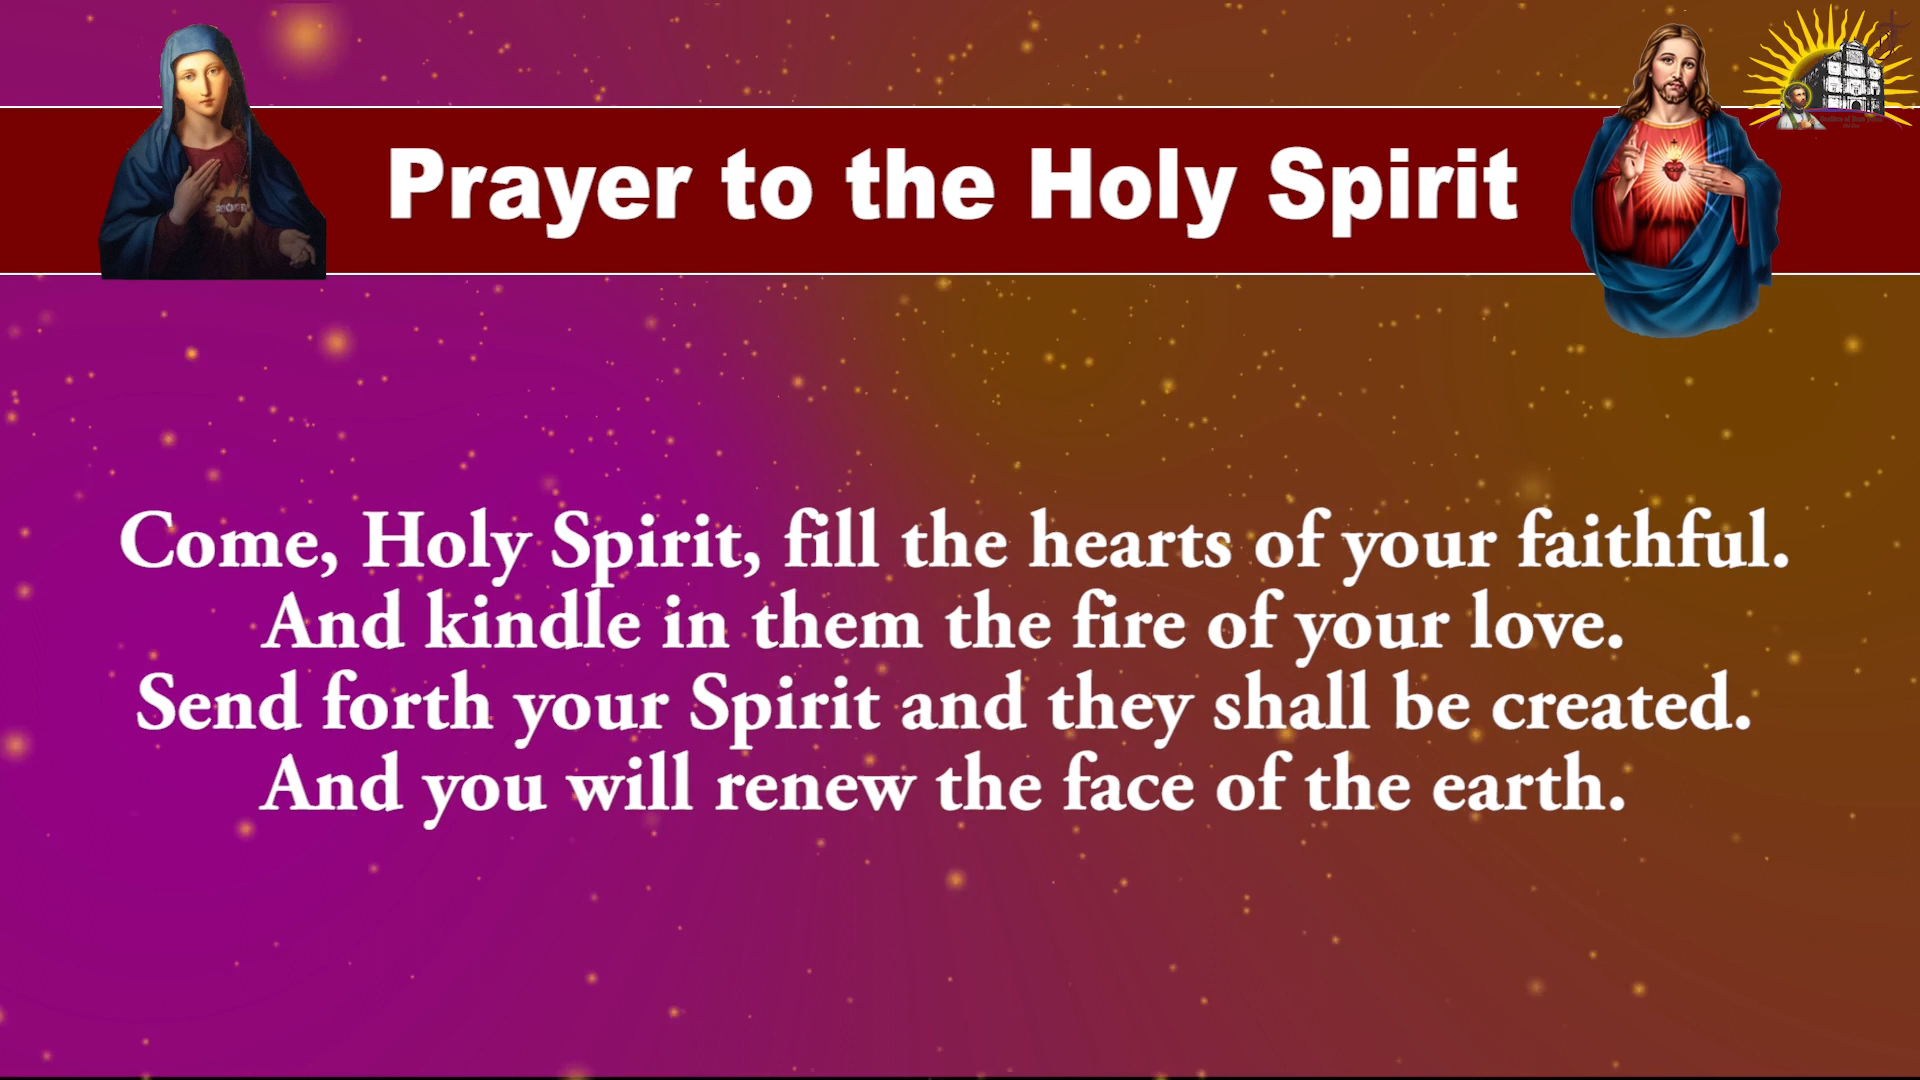 Prayer to the Holy Spirit
Come, Holy Spirit, fill the hearts of your faithful.
And kindle in them the fire of your love.
Send forth your Spirit and they shall be created.
And you will renew the face of the earth.